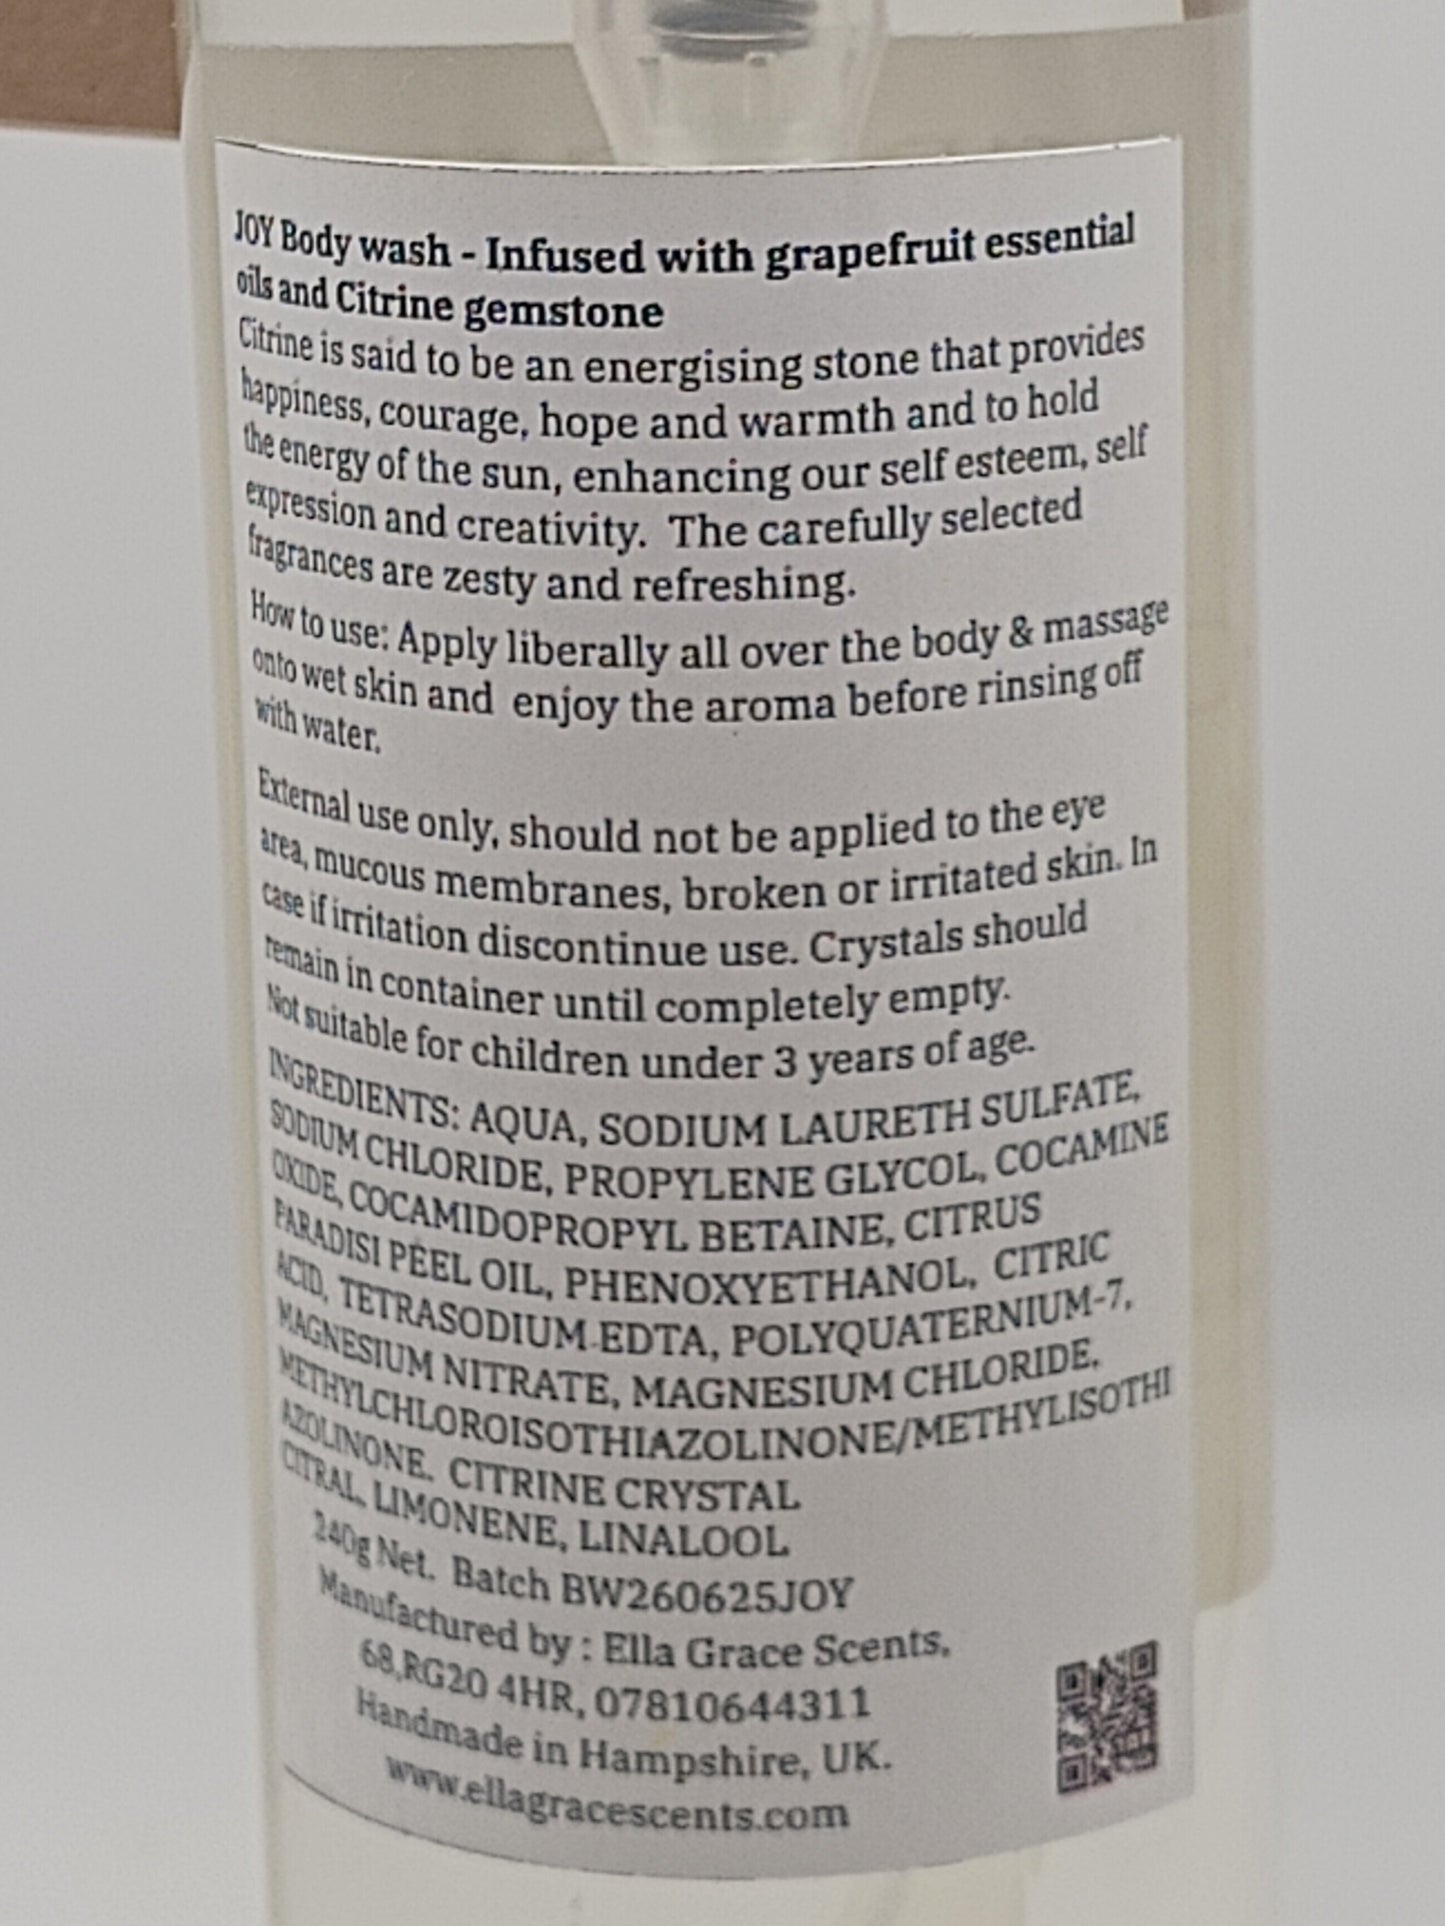 JOY Body wash - Infused with grapefruit essential
oils and Citrine gemstone
Citrine is said to be an energising stone that provides
happiness, courage, hope and warmth and to hold
the energy of the sun, enhancing our self esteem, self
expression and creativity.  The carefully selected
fragrances are zesty and refreshing.
How to use: Apply liberally all over the body & massage
onto wet skin and  enjoy the aroma before rinsing off
with water.
External use only, should not be applied to the eye
area, mucous membranes, broken or irritated skin. In
case if irritation discontinue use. Crystals should
remain in container until completely empty.
Not suitable for children under 3 years of age.
INGREDIENTS: AQUA, SODIUM LAURETH SULFATE,
SODIUM CHLORIDE, PROPYLENE GLYCOL, COCAMINE
OXIDE, COCAMIDOPROPYL BETAINE, CITRUS
PARADISI PEEL OIL, PHENOXYETHANOL,  CITRIC
ACID, TETRASODIUM EDTA, POLYQUATERNIUM-7,
MAGNESIUM NITRATE, MAGNESIUM CHLORIDE,
METHYLCHLOROISOTHIAZOLINONE/METHYLISOTHI
AZOLINONE.  CITRINE CRYSTAL
CITRAL, LIMONENE, LINALOOL
240g Net.  Batch BW260625JOY
Manufactured by : Ella Grace Scents,
68,RG20 4HR, 07810644311
Handmade in Hampshire, UK.
www.ellagracescents.com